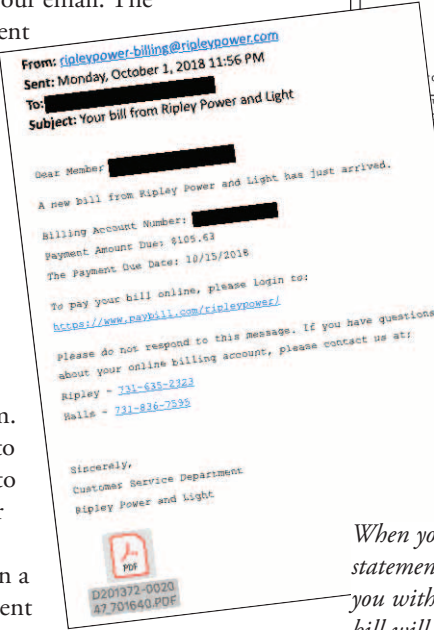 our email. The
ent
From: ripleypower-billing@ripleypower.com
Sent: Monday, October 1, 2018 11:56 PM
To:
Subject: Your bill from Ripley Power and Light
Dear Member
A new bill from Ripley Power and Light has just arrived.
Billing Account Number:
Payment Amount Due: $105.63
The Payment Due Date: 10/15/2018
To pay your bill online, please login to:
https://www.paybill.com/ripleypower/
Please do not respond to this message. If you have questions
about your online billing account, please contact us at:
Ripley - 731-635-2323
Halls - 731-836-7595
Sincerely,
Customer Service Department
Ripley Power and Light
PDF
D201372-0020
47_701640.PDF
n.
to
to
r
n a
ent
When yo
statemen
you with
bill will